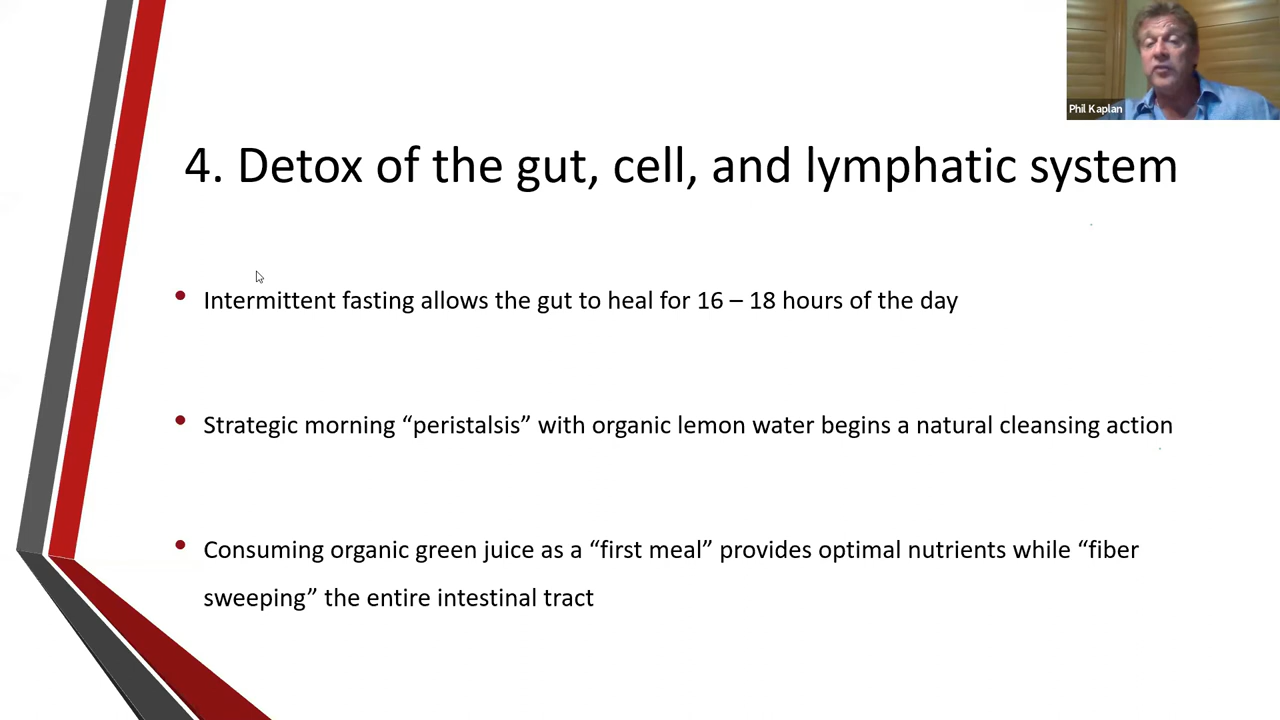 Phil Kaplan
4. Detox of the gut, cell, and lymphatic system
• Intermittent fasting allows the gut to heal for 16 – 18 hours of the day
• Strategic morning “peristalsis” with organic lemon water begins a natural cleansing action
• Consuming organic green juice as a “first meal” provides optimal nutrients while “fiber
sweeping” the entire intestinal tract